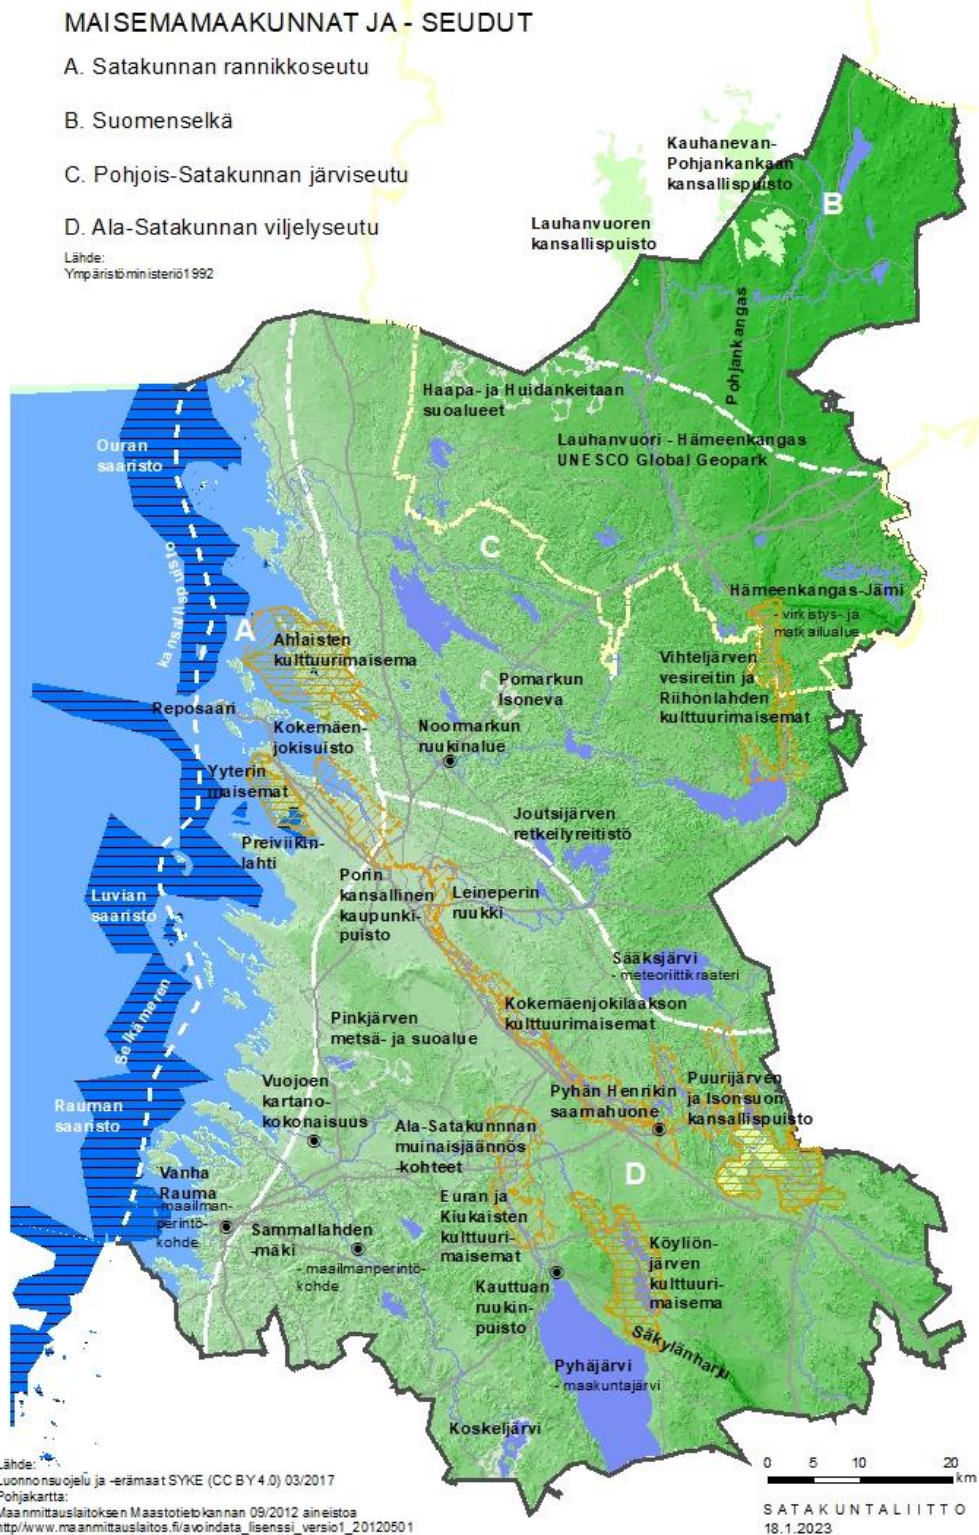 MAISEMAMAAKUNNAT JA - SEUDUT
A. Satakunnan rannikkoseutu
B. Suomenselkä
C. Pohjois-Satakunnan järviseutu
D. Ala-Satakunnan viljelyseutu
Lähde:
Ympäristöministeriö1992
Kauhanevan-
Pohjankankaan
kansallispuisto
B
Lauhanvuoren
kansallispuisto
Pohjankangas
Haapa- ja Huidankeitaan
suoalueet
Lauhanvuori - Hämeenkangas
UNESCO Global Geopark
Ouran
saaristo
kansallispuisto
C
Hämeenkangas-Jämi
- virkistys- ja
matkailualue
A
Ahlaisten
kulttuurimaisema
Vihteljärven
vesireitin ja
Riihonlahden
kulttuurimaisemat
Pomarkun
Isoneva
Reposaari
Kokemäen-
jokisuisto
Noormarkun
ruukinalue
Yyterin
maisemat
Joutsijärven
retkeilyreitistö
Preiviikin-
lahti
Porin
kansallinen
kaupunki-
puisto
Leineperin
ruukki
Luvian
saaristo
Sääksjärvi
- meteoriittikraateri
Selkämeren
Kokemäenjokilaakson
kulttuurimaisemat
Pinkjärven
metsä- ja suoalue
Vuojoen
kartano-
kokonaisuus
Pyhän Henrikin
saarnahuone
Puurijärven
ja Isonsuon
kansallispuisto
Rauman
saaristo
Ala-Satakunnnan
muinaisjäännös
-kohteet
D
Vanha
Rauma
- maailman-
perintö-
kohde
Euran ja
Kiukaisten
kulttuuri-
maisemat
Sammallahden
-mäki
- maailmanperintö-
kohde
Köyliön-
järven
kulttuuri-
maisema
Kauttuan
ruukin-
puisto
Säkylänharju
Pyhäjärvi
- maakuntajärvi
Koskeljärvi
Lähde:
Luonnonsuojelu ja -erämaat SYKE (CC BY 4.0) 03/2017
Pohjakartta:
Maanmittauslaitoksen Maastotietokannan 09/2012 aineistoa
http//www.maanmittauslaitos.fi/avoindata_lisenssi_versio1_20120501
0 5 10 20
km
SATAKUNTALIITTO
18.1.2023